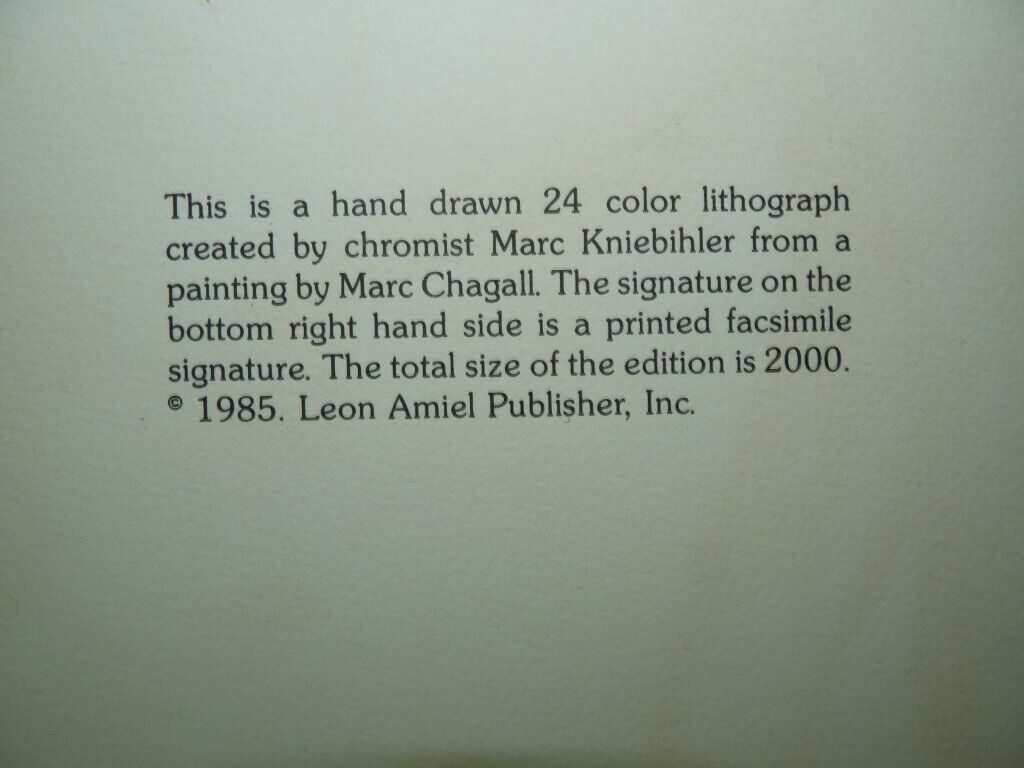 This is a hand drawn 24 color lithograph
created by chromist Marc Kniebihler from a
painting by Marc Chagall. The signature on the
bottom right hand side is a printed facsimile
signature. The total size of the edition is 2000.
© 1985. Leon Amiel Publisher, Inc.